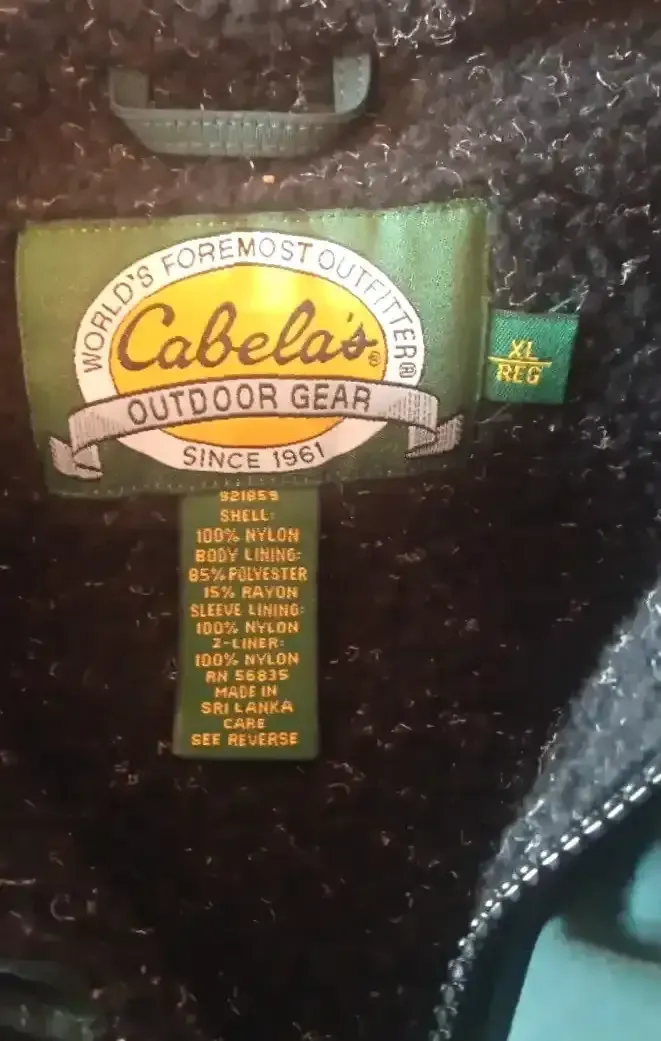 WORLD'S FOREMOST OUTFITTER®
Cabela's®
OUTDOOR GEAR
SINCE 1961
XL
REG
921859
SHELL:
100% NYLON
BODY LINING:
85% POLYESTER
15% RAYON
SLEEVE LINING:
100% NYLON
Z-LINER:
100% NYLON
RN 56835
MADE IN
SRI LANKA
CARE
SEE REVERSE